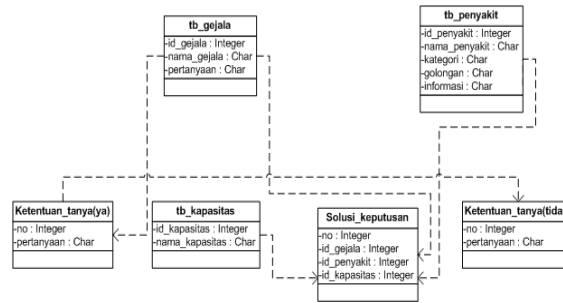 tb_gejala
-id_gejala : Integer
-nama_gejala : Char
-pertanyaan : Char
tb_penyakit
-id_penyakit : Integer
-nama_penyakit : Char
-kategori : Char
-golongan : Char
-informasi : Char
Ketentuan_tanya(ya)
-no : Integer
-pertanyaan : Char
tb_kapasitas
-id_kapasitas : Integer
-nama_kapasitas : Char
Solusi_keputusan
-no : Integer
-id_gejala : Integer
-id_penyakit : Integer
-id_kapasitas : Integer
Ketentuan_tanya(tida
-no : Integer
-pertanyaan : Char